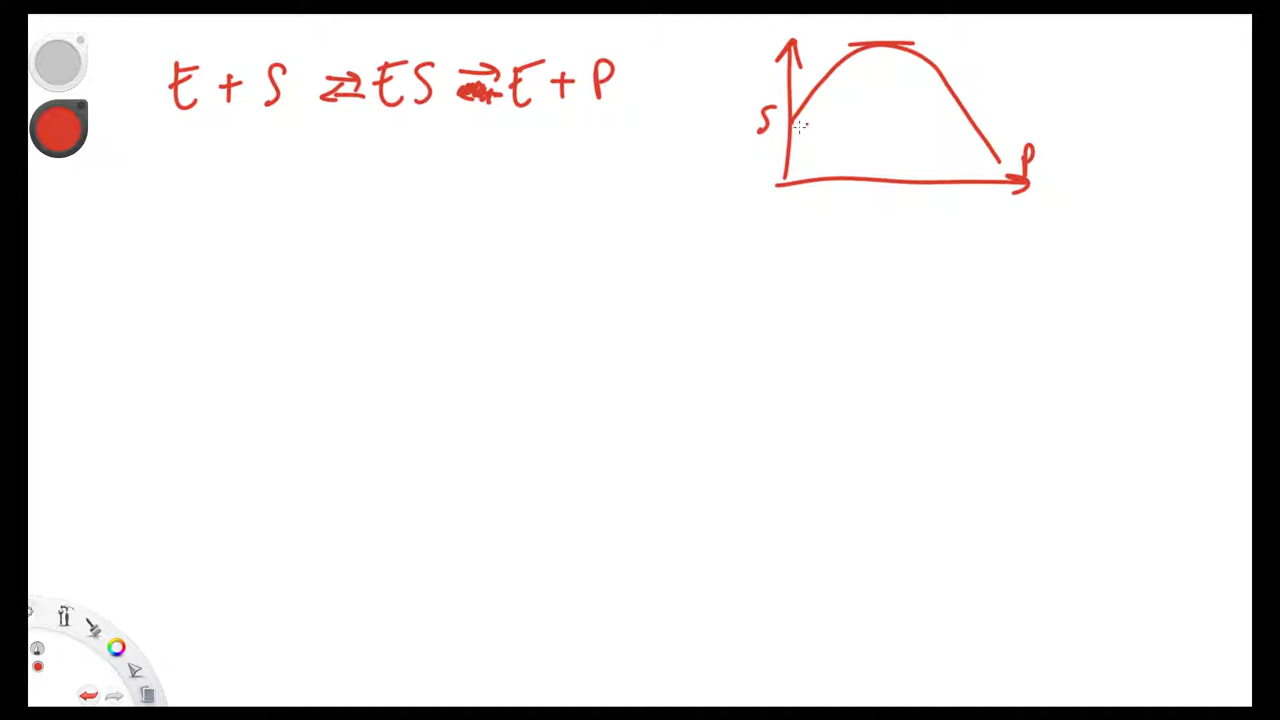 E + S ⇄ ES → E + P
S
P